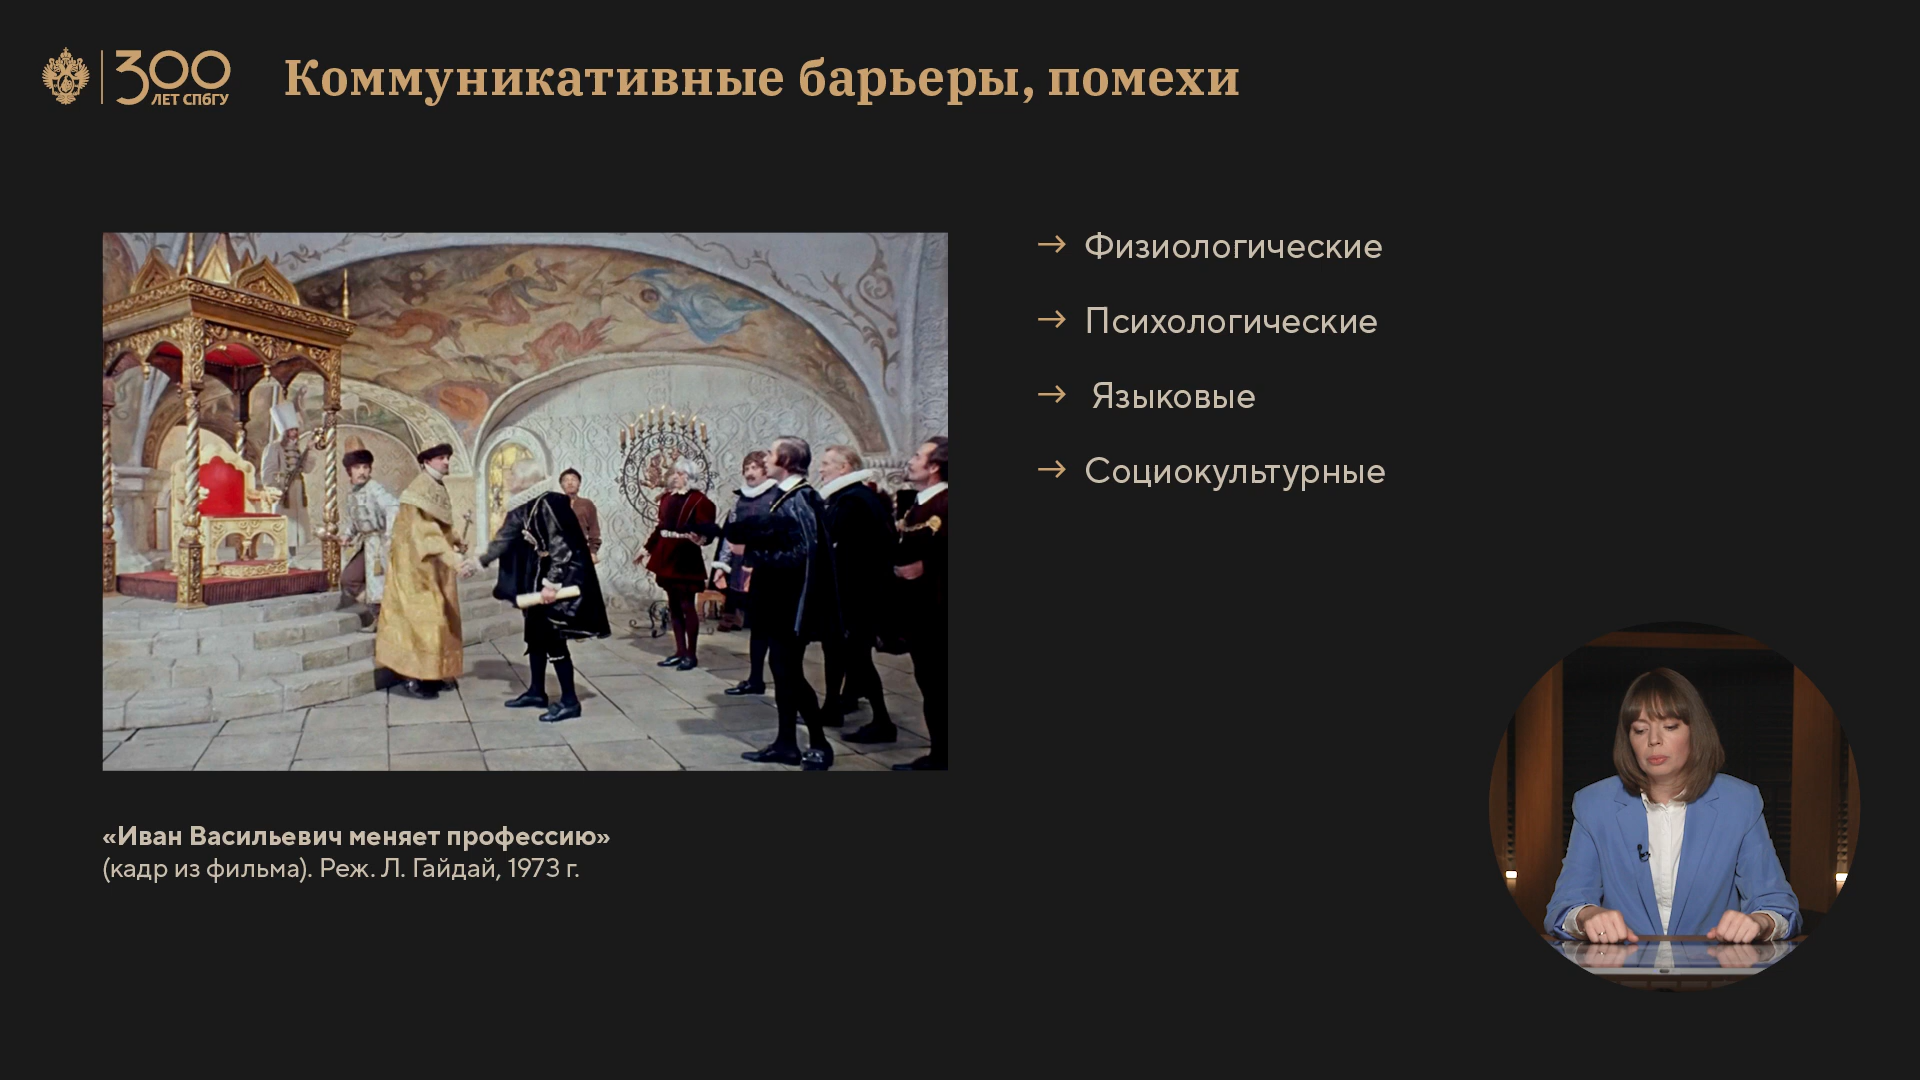 300
ЛЕТ СПбГУ
Коммуникативные барьеры, помехи
→ Физиологические
→ Психологические
→ Языковые
→ Социокультурные
«Иван Васильевич меняет профессию»
(кадр из фильма). Реж. Л. Гайдай, 1973 г.